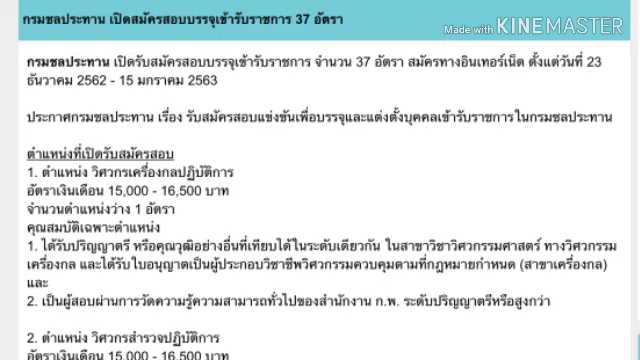 กรมชลประทาน เปิดสมัครสอบบรรจุเข้ารับราชการ 37 อัตรา
Made with KINEMASTER
กรมชลประทาน เปิดรับสมัครสอบบรรจุเข้ารับราชการ จำนวน 37 อัตรา สมัครทางอินเทอร์เน็ต ตั้งแต่วันที่ 23
ธันวาคม 2562 - 15 มกราคม 2563
ประกาศกรมชลประทาน เรื่อง รับสมัครสอบแข่งขันเพื่อบรรจุและแต่งตั้งบุคคลเข้ารับราชการในกรมชลประทาน
ตำแหน่งที่เปิดรับสมัครสอบ
1. ตำแหน่ง วิศวกรเครื่องกลปฏิบัติการ
อัตราเงินเดือน 15,000 - 16,500 บาท
จำนวนตำแหน่งว่าง 1 อัตรา
คุณสมบัติเฉพาะตำแหน่ง
1. ได้รับปริญญาตรี หรือคุณวุฒิอย่างอื่นที่เทียบได้ในระดับเดียวกัน ในสาขาวิชาวิศวกรรมศาสตร์ ทางวิศวกรรม
เครื่องกล และได้รับใบอนุญาตเป็นผู้ประกอบวิชาชีพวิศวกรรมควบคุมตามที่กฎหมายกำหนด (สาขาเครื่องกล)
และ
2. เป็นผู้สอบผ่านการวัดความรู้ความสามารถทั่วไปของสำนักงาน ก.พ. ระดับปริญญาตรีหรือสูงกว่า
2. ตำแหน่ง วิศวกรสำรวจปฏิบัติการ
อัตราเงินเดือน 15,000 - 16,500 บาท